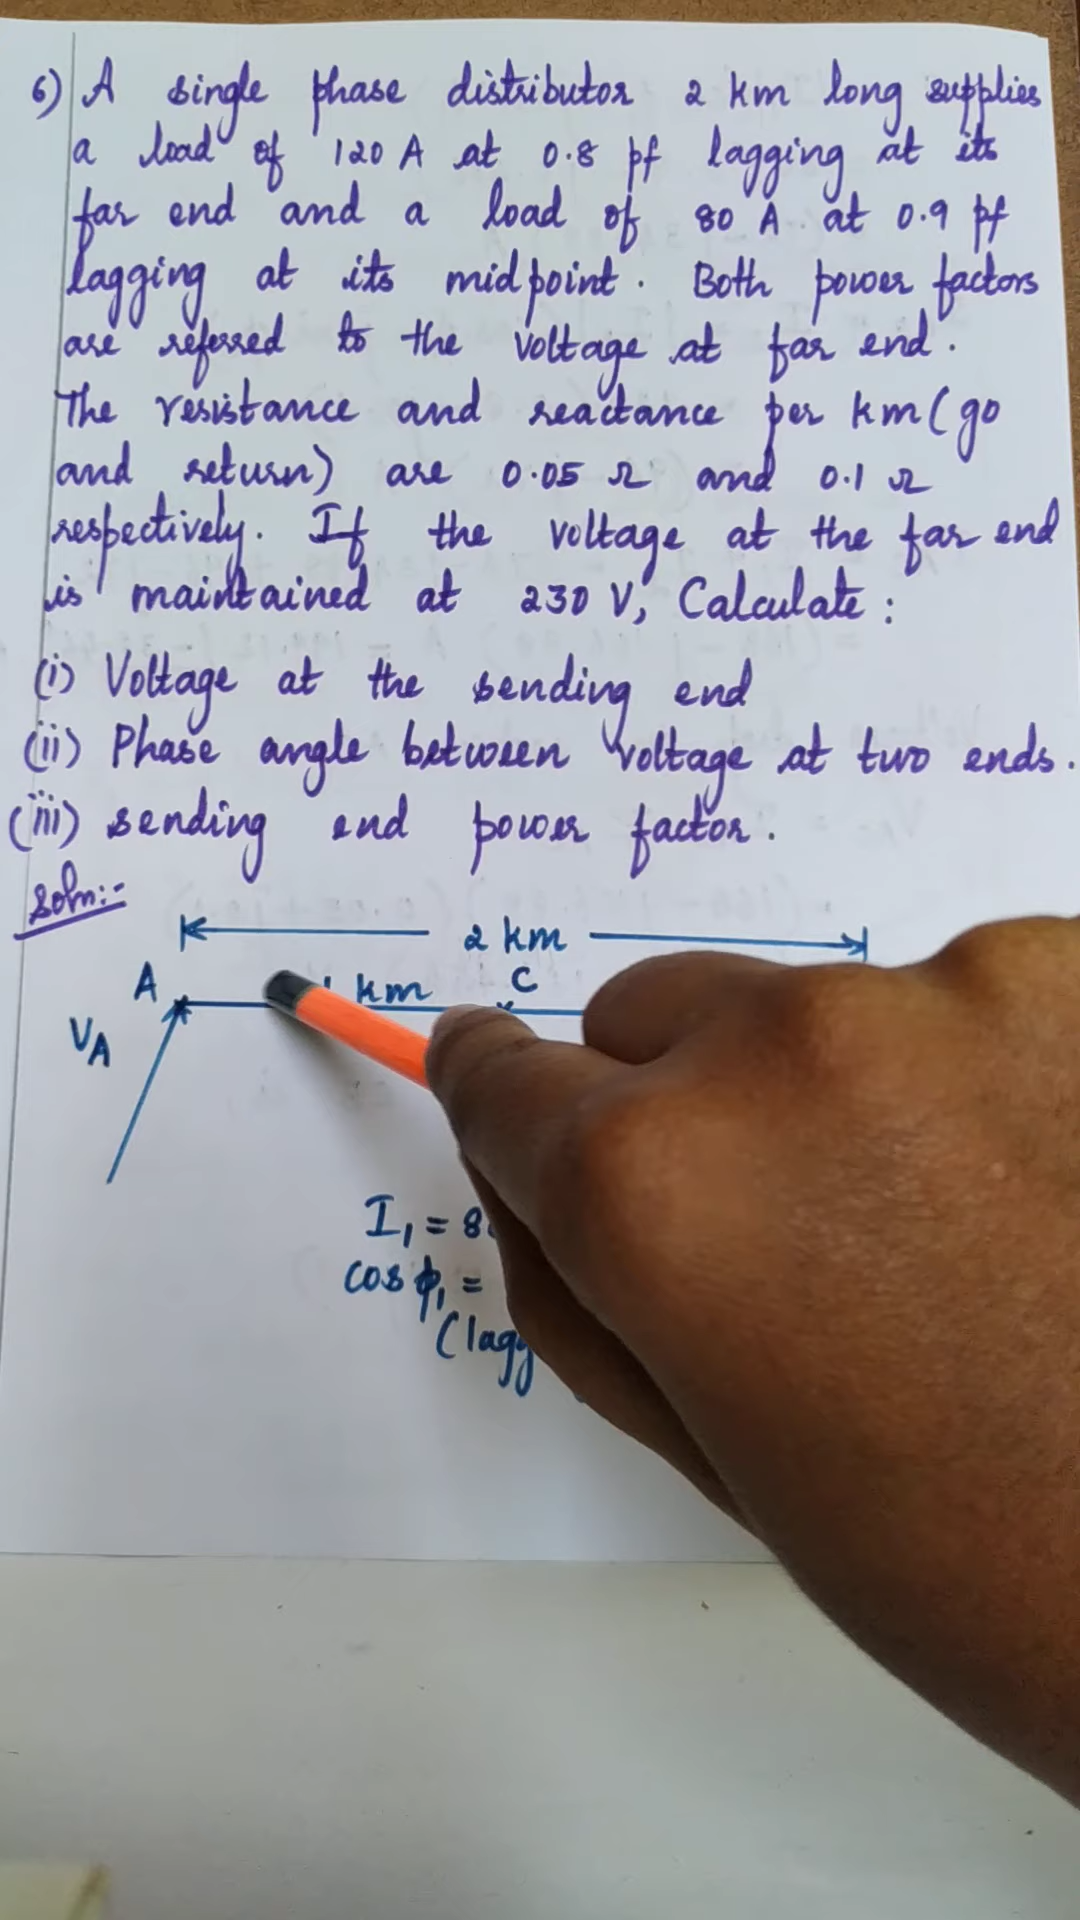 6) A single phase distributor 2 km long supplies
a load of 120 A at 0.8 pf lagging at its
far end and a load of 80 A at 0.9 pf
lagging at its midpoint. Both power factors
are referred to the voltage at far end.
The resistance and reactance per km (go
and return) are 0.05 Ω and 0.1 Ω
respectively. If the voltage at the far end
is maintained at 230 V, Calculate:
(i) Voltage at the sending end
(ii) Phase angle between voltage at two ends.
(iii) sending end power factor.
Soln:-
2 km
A km C
VA
I1 = 8
cos ϕ1 =
(lagg